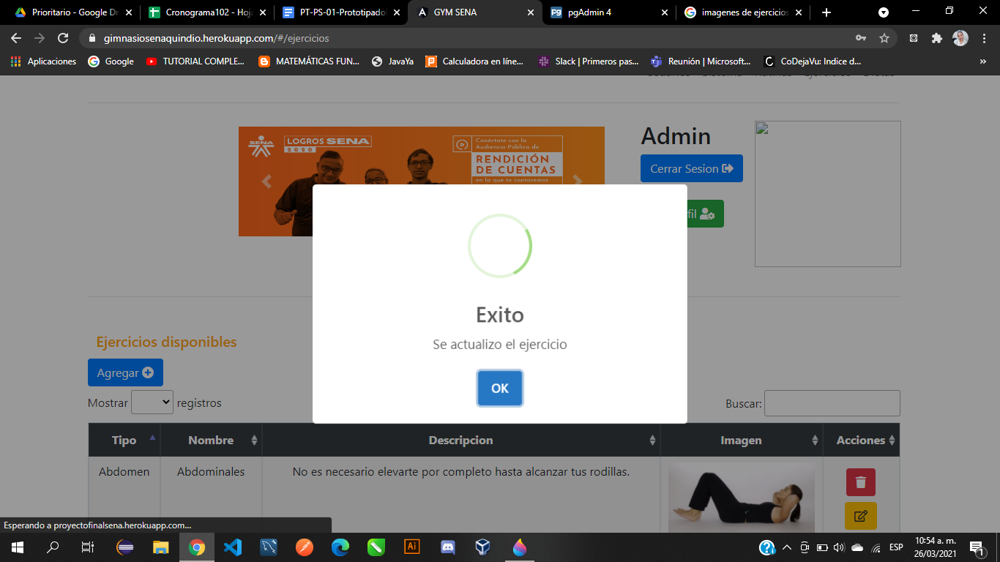 Prioritario - Google Dr
Cronograma102 - Hoja
PT-PS-01-Prototipado
GYM SENA
pgAdmin 4
imagenes de ejercicios
gimnasiosenaquindio.herokuapp.com/#/ejercicios
Aplicaciones
Google
TUTORIAL COMPLE...
MATEMÁTICAS FUN...
JavaYa
Calculadora en líne...
Slack | Primeros pas...
Reunión | Microsoft...
CoDejaVu: Indice d...
SENA
LOGROS SENA
2020
Conéctate con la
Audiencia Pública de
RENDICIÓN
DE CUENTAS
en la que te contaremos
Admin
Cerrar Sesion
fil
Exito
Se actualizo el ejercicio
OK
Ejercicios disponibles
Agregar
Mostrar registros
Buscar:
Tipo Nombre Descripcion Imagen Acciones
Abdomen Abdominales No es necesario elevarte por completo hasta alcanzar tus rodillas.
Esperando a proyectofinalsena.herokuapp.com...
Ai
ESP
10:54 a. m.
26/03/2021
1